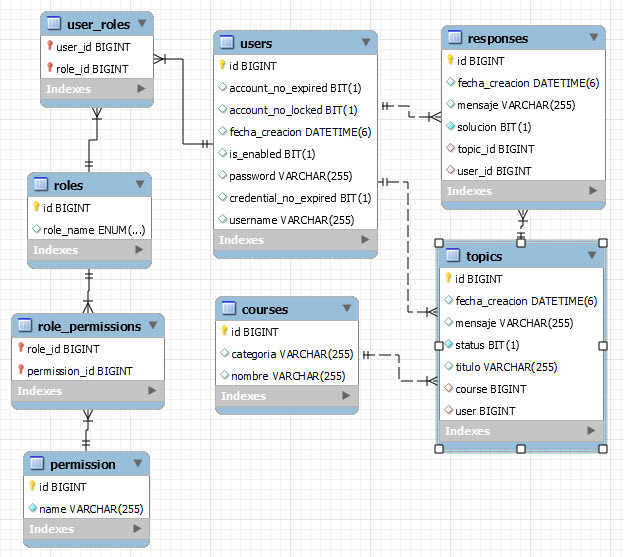 user_roles
user_id BIGINT
role_id BIGINT
Indexes
roles
id BIGINT
role_name ENUM(...)
Indexes
role_permissions
role_id BIGINT
permission_id BIGINT
Indexes
permission
id BIGINT
name VARCHAR(255)
Indexes
users
id BIGINT
account_no_expired BIT(1)
account_no_locked BIT(1)
fecha_creacion DATETIME(6)
is_enabled BIT(1)
password VARCHAR(255)
credential_no_expired BIT(1)
username VARCHAR(255)
Indexes
courses
id BIGINT
categoria VARCHAR(255)
nombre VARCHAR(255)
Indexes
responses
id BIGINT
fecha_creacion DATETIME(6)
mensaje VARCHAR(255)
solucion BIT(1)
topic_id BIGINT
user_id BIGINT
Indexes
topics
id BIGINT
fecha_creacion DATETIME(6)
mensaje VARCHAR(255)
status BIT(1)
titulo VARCHAR(255)
course BIGINT
user BIGINT
Indexes